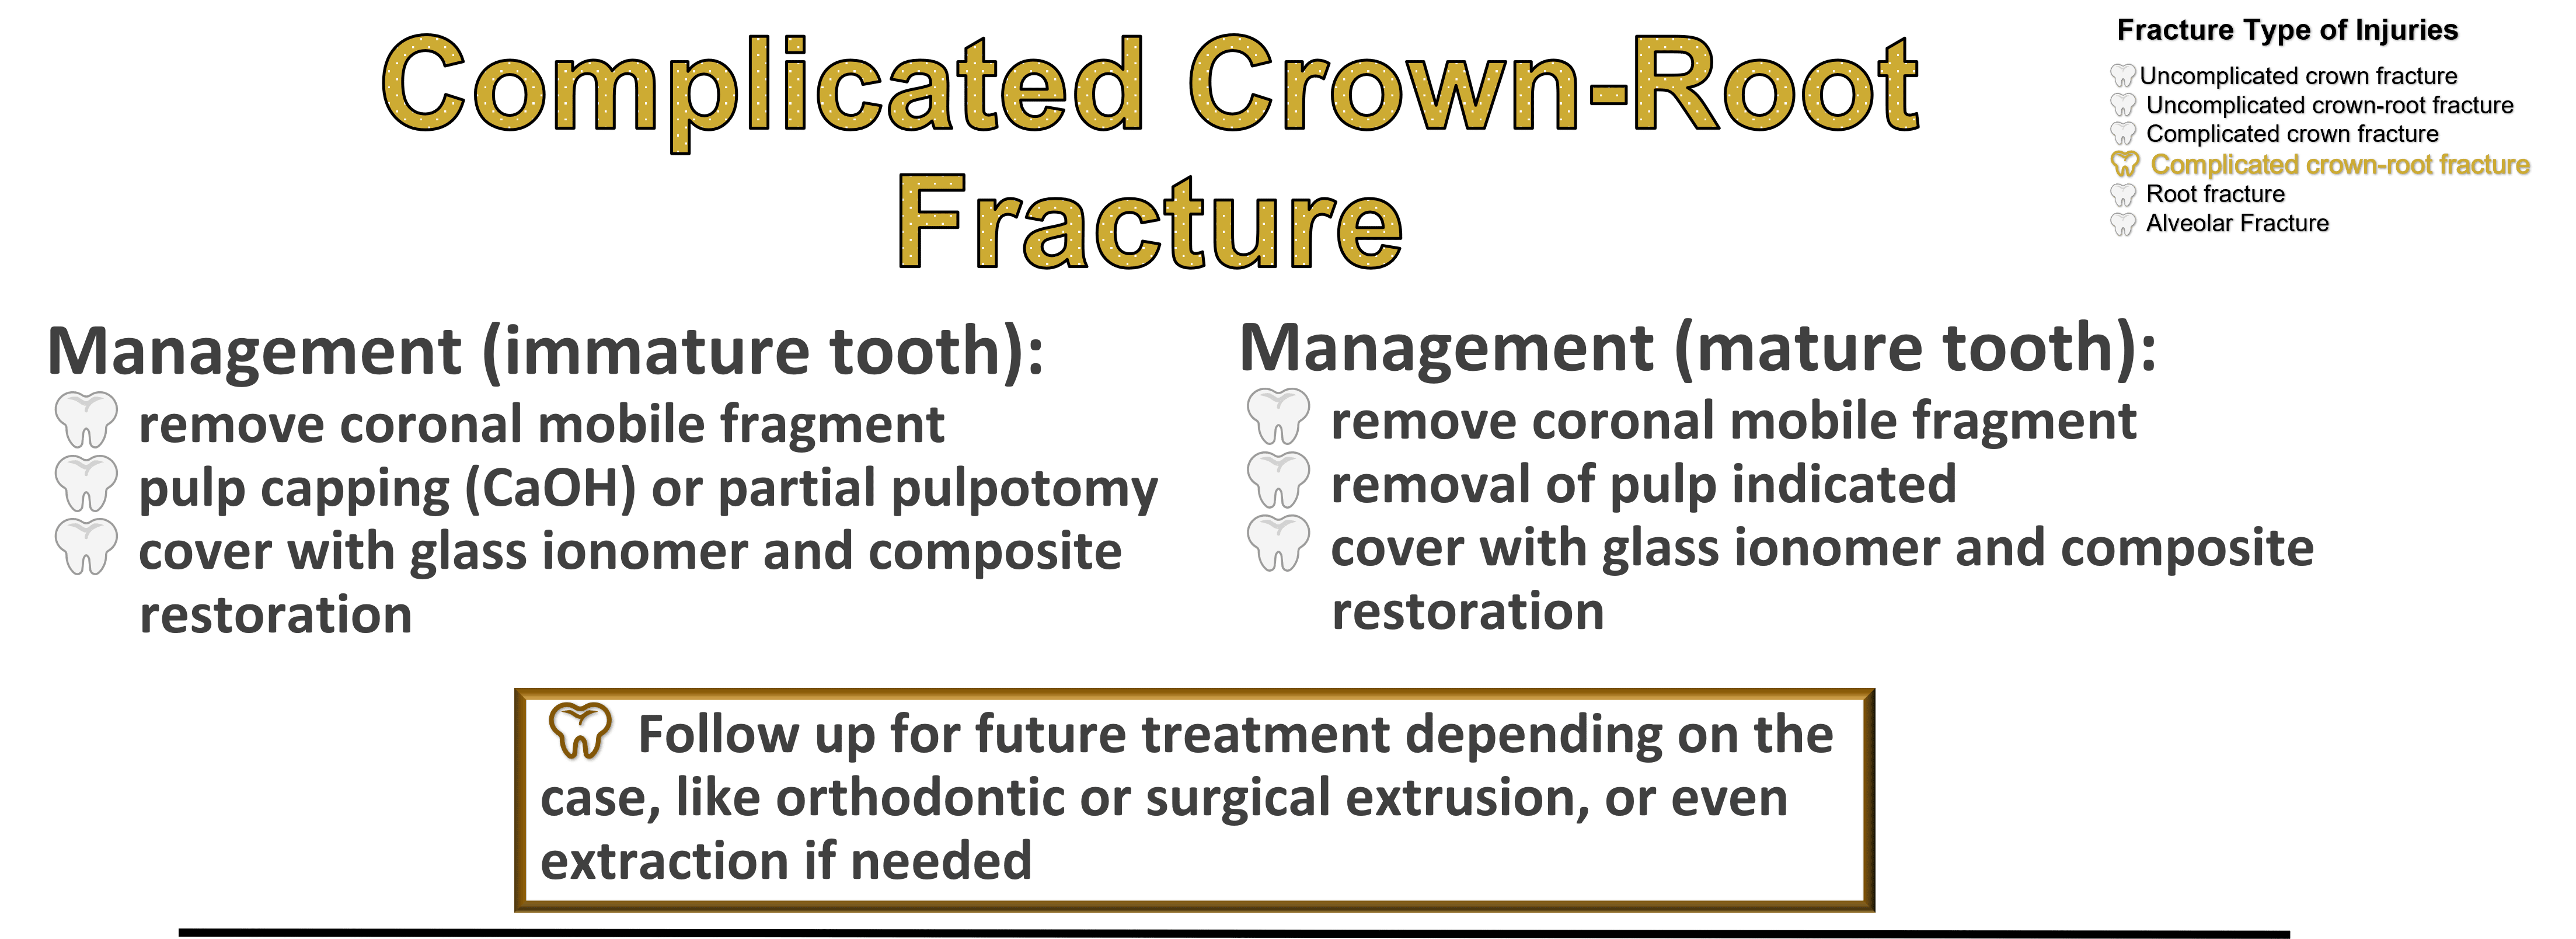 Complicated Crown-Root
Fracture
Fracture Type of Injuries
Uncomplicated crown fracture
Uncomplicated crown-root fracture
Complicated crown fracture
Complicated crown-root fracture
Root fracture
Alveolar Fracture
Management (immature tooth):
remove coronal mobile fragment
pulp capping (CaOH) or partial pulpotomy
cover with glass ionomer and composite
restoration
Management (mature tooth):
remove coronal mobile fragment
removal of pulp indicated
cover with glass ionomer and composite
restoration
Follow up for future treatment depending on the
case, like orthodontic or surgical extrusion, or even
extraction if needed